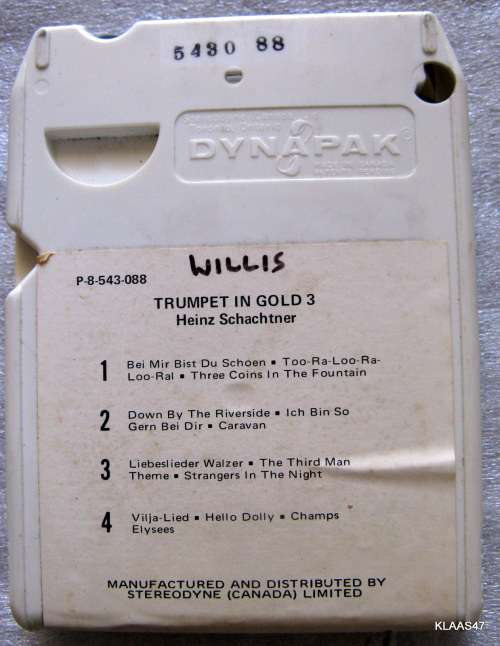 5430 88
DYNAPAK
WILLIS
P-8-543-088
TRUMPET IN GOLD 3
Heinz Schachtner
1 Bei Mir Bist Du Schoen ▪ Too-Ra-Loo-Ra-
Loo-Ral ▪ Three Coins In The Fountain
2 Down By The Riverside ▪ Ich Bin So
Gern Bei Dir ▪ Caravan
3 Liebeslieder Walzer ▪ The Third Man
Theme ▪ Strangers In The Night
4 Vilja-Lied ▪ Hello Dolly ▪ Champs
Elysees
MANUFACTURED AND DISTRIBUTED BY
STEREODYNE (CANADA) LIMITED
KLAAS47